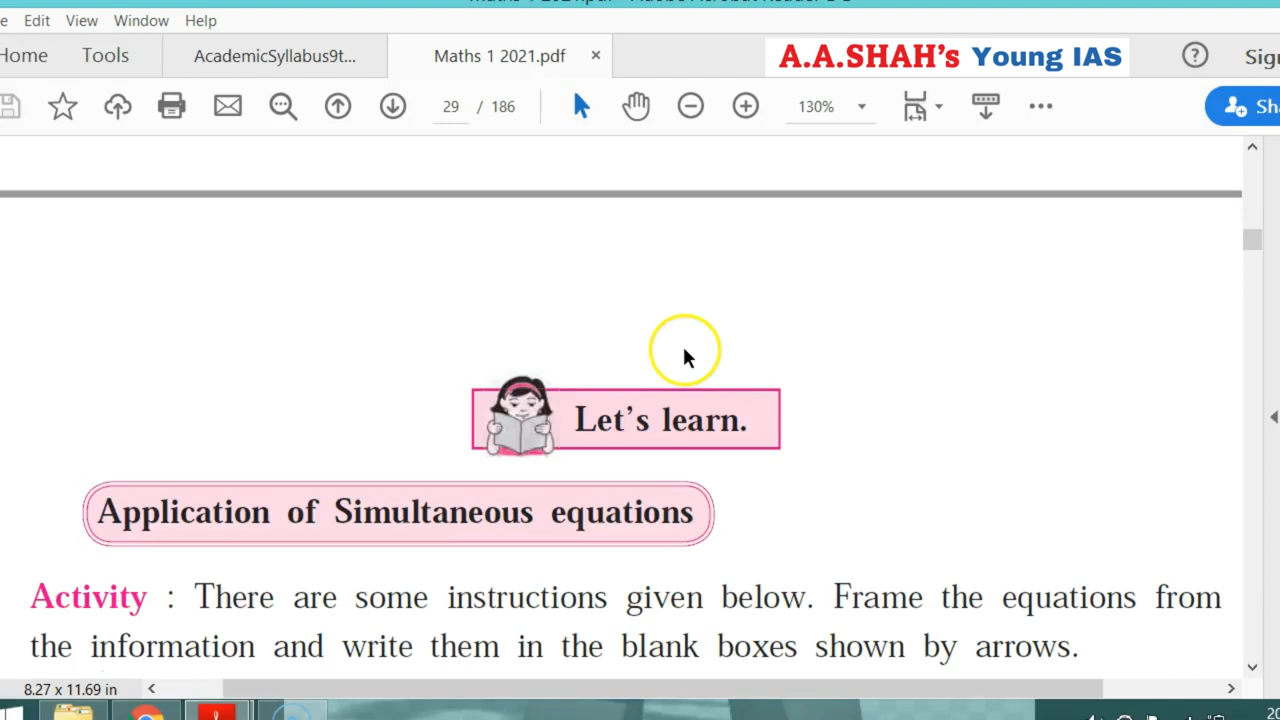 Edit View Window Help
Home Tools AcademicSyllabus9t... Maths 1 2021.pdf × A.A.SHAH's Young IAS ?
29 / 186 130%
Let's learn.
Application of Simultaneous equations
Activity : There are some instructions given below. Frame the equations from
the information and write them in the blank boxes shown by arrows.
8.27 x 11.69 in